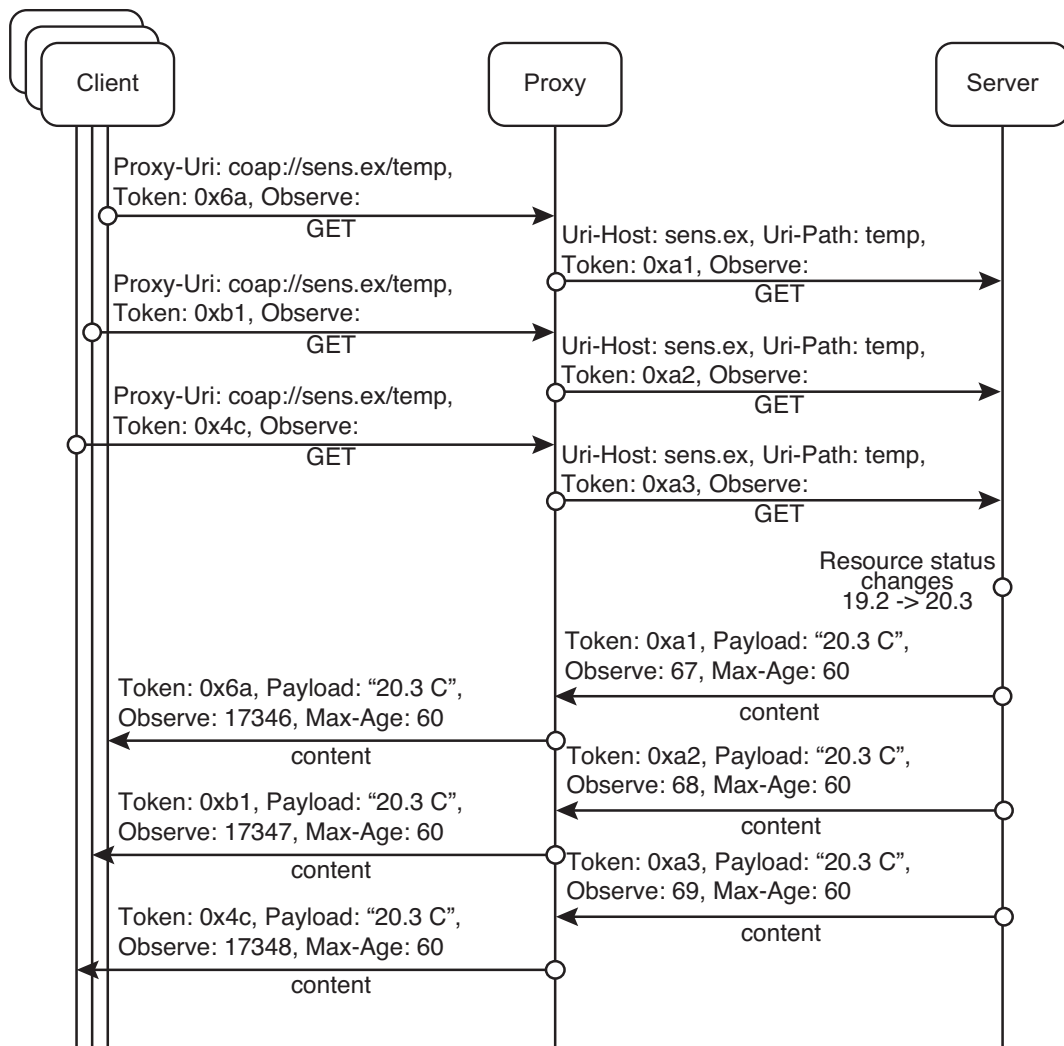 Client
Proxy
Server
Proxy-Uri: coap://sens.ex/temp,
Token: 0x6a, Observe:
GET
Uri-Host: sens.ex, Uri-Path: temp,
Token: 0xa1, Observe:
GET
Proxy-Uri: coap://sens.ex/temp,
Token: 0xb1, Observe:
GET
Uri-Host: sens.ex, Uri-Path: temp,
Token: 0xa2, Observe:
GET
Proxy-Uri: coap://sens.ex/temp,
Token: 0x4c, Observe:
GET
Uri-Host: sens.ex, Uri-Path: temp,
Token: 0xa3, Observe:
GET
Resource status
changes
19.2 -> 20.3
Token: 0xa1, Payload: “20.3 C”,
Observe: 67, Max-Age: 60
content
Token: 0x6a, Payload: “20.3 C”,
Observe: 17346, Max-Age: 60
content
Token: 0xa2, Payload: “20.3 C”,
Observe: 68, Max-Age: 60
content
Token: 0xb1, Payload: “20.3 C”,
Observe: 17347, Max-Age: 60
content
Token: 0xa3, Payload: “20.3 C”,
Observe: 69, Max-Age: 60
content
Token: 0x4c, Payload: “20.3 C”,
Observe: 17348, Max-Age: 60
content